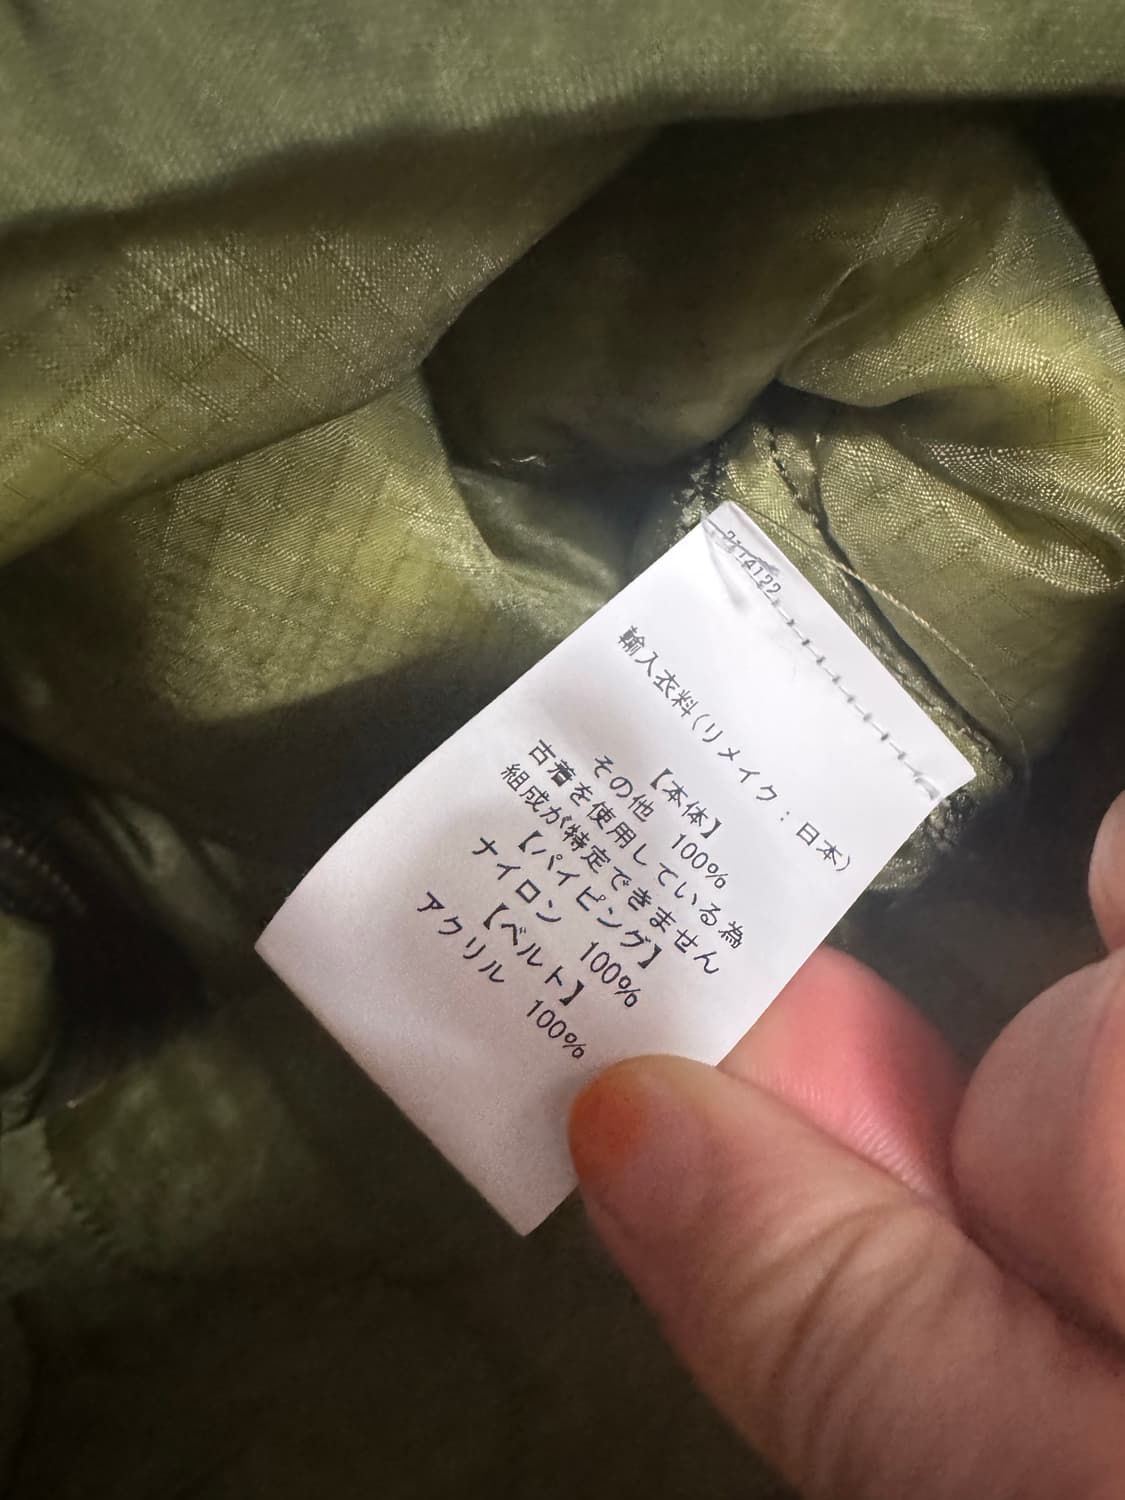 2114122
輸入衣料(リメイク：日本)
【本体】
その他 100%
古着を使用している為
組成が特定できません
【パイピング】
ナイロン 100%
【ベルト】
アクリル 100%